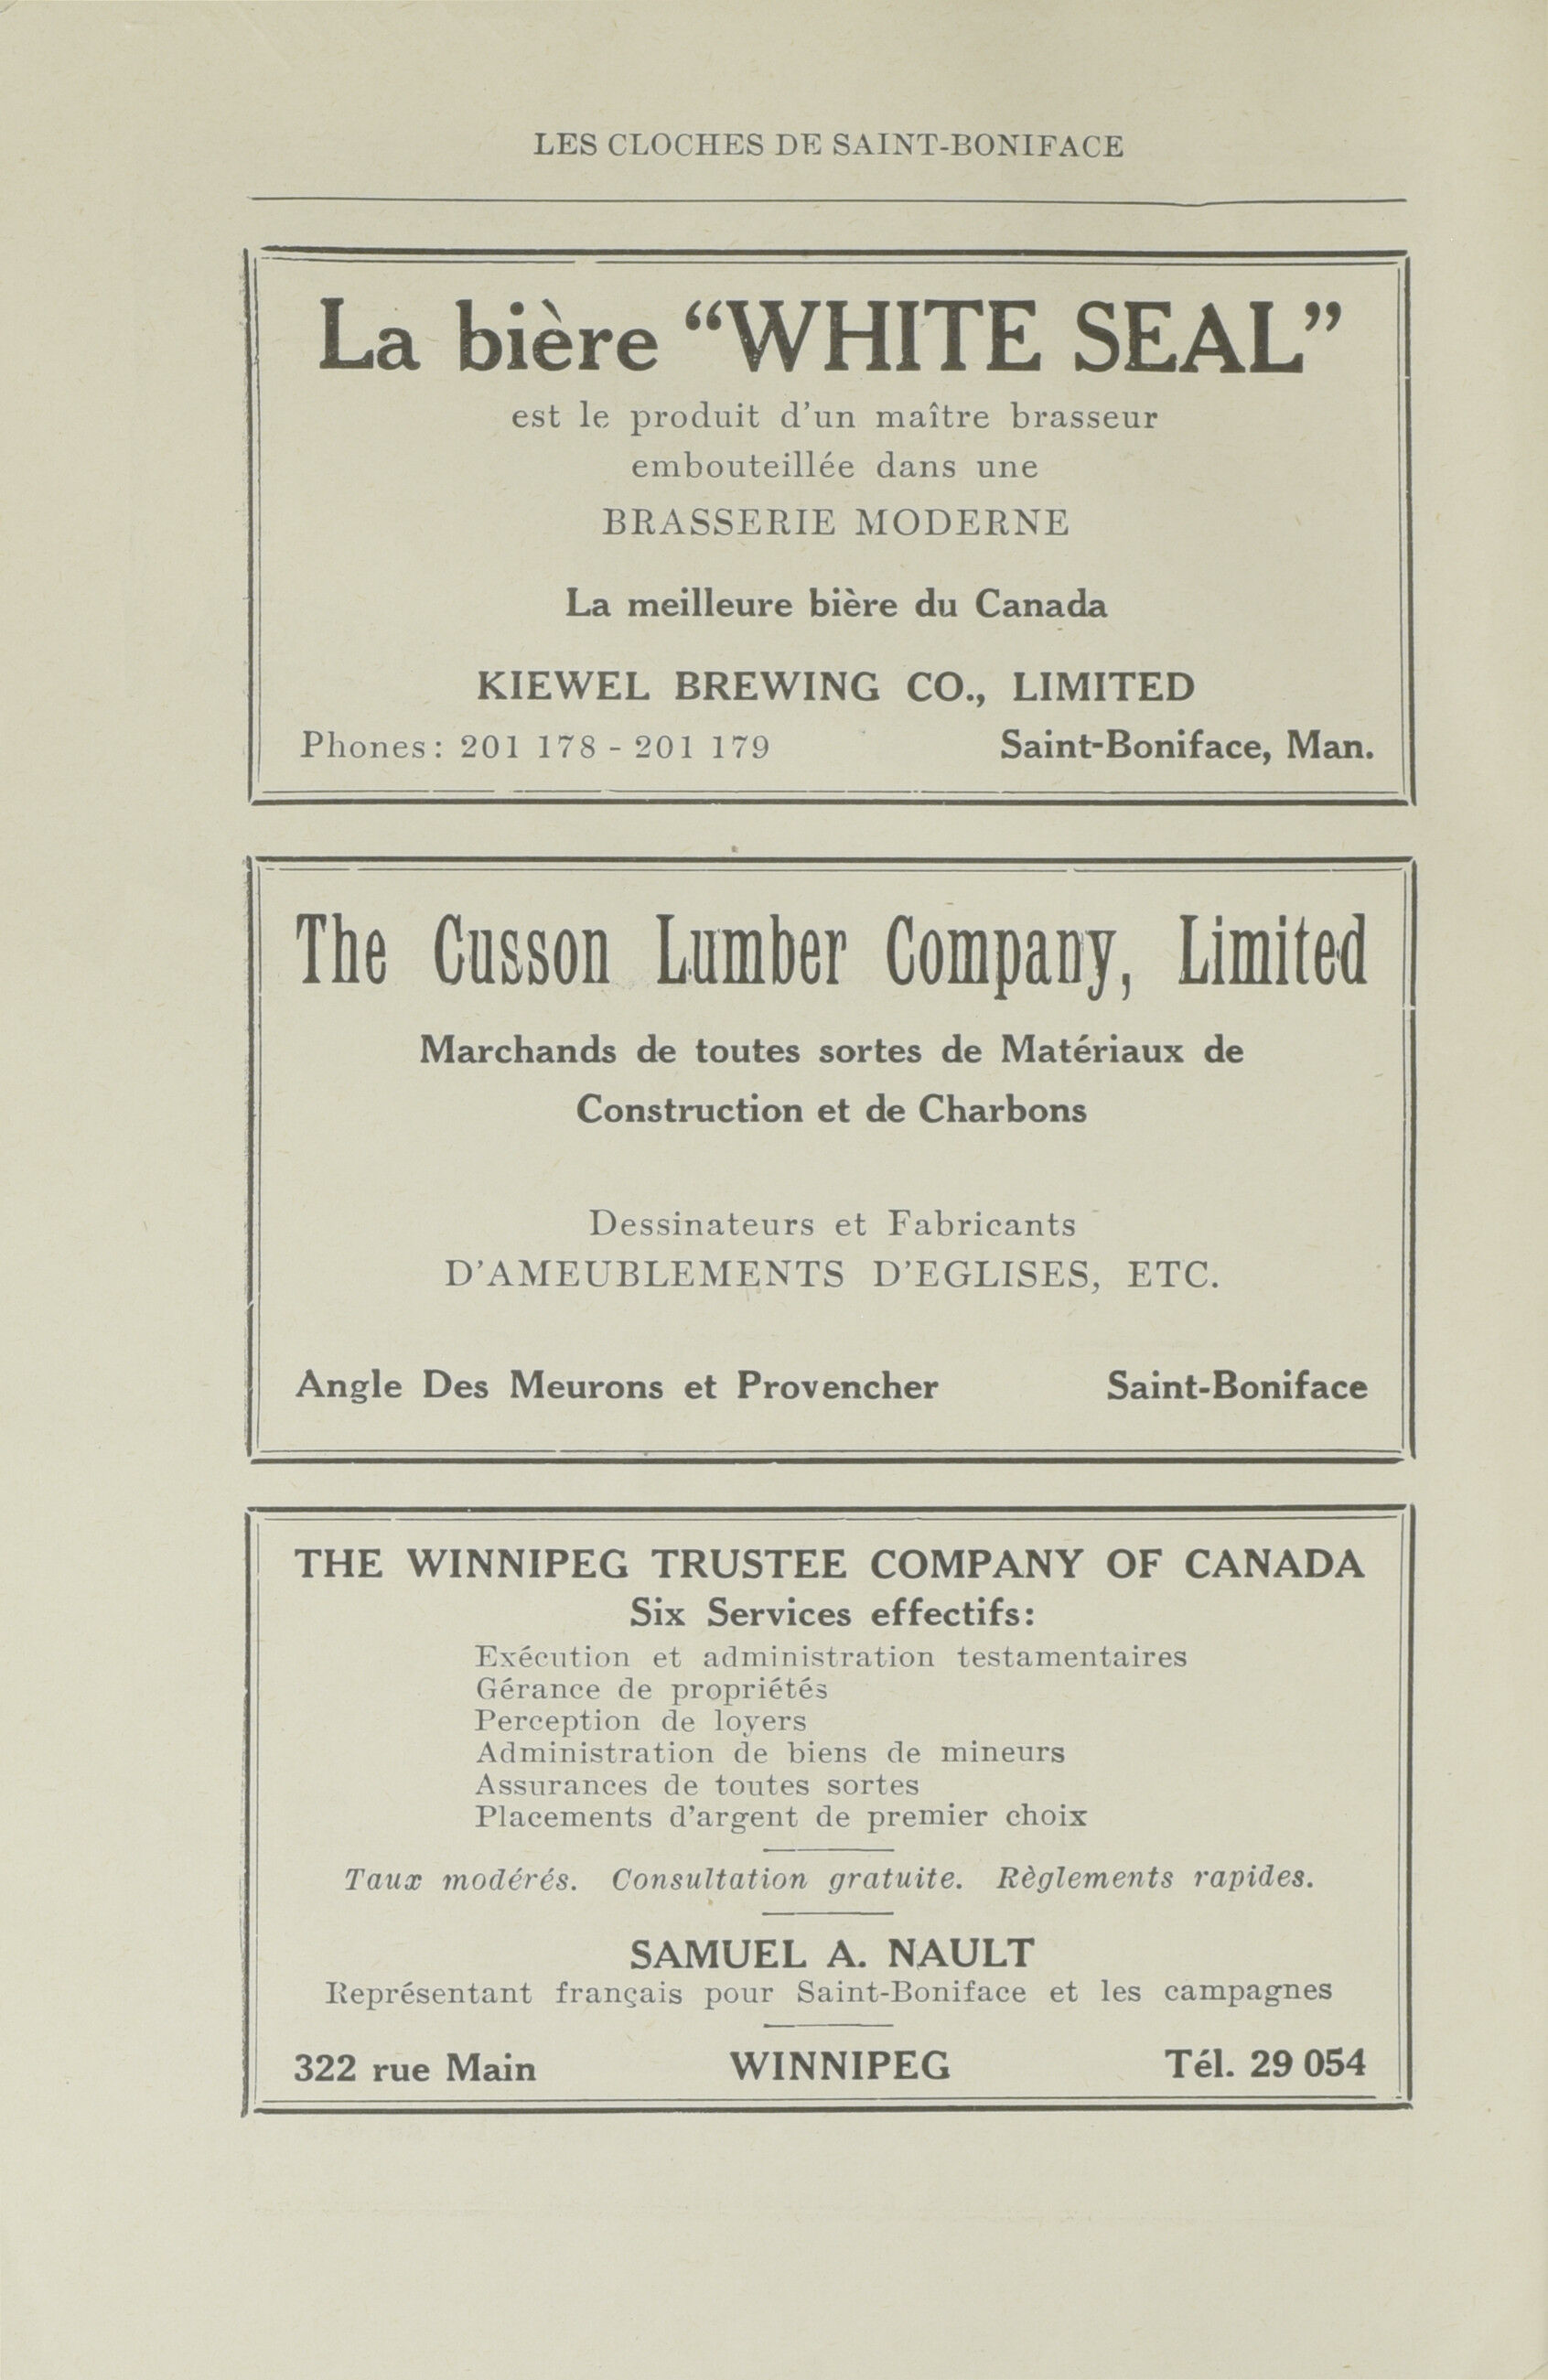 LES CLOCHES DE SAINT-BONIFACE
La bière “WHITE SEAL”
est le produit d’un maître brasseur
embouteillée dans une
BRASSERIE MODERNE
La meilleure bière du Canada
KIEWEL BREWING CO., LIMITED
Phones: 201 178 - 201 179 Saint-Boniface, Man.
The Cusson Lumber Company, Limited
Marchands de toutes sortes de Matériaux de
Construction et de Charbons
Dessinateurs et Fabricants
D’AMEUBLEMENTS D’EGLISES, ETC.
Angle Des Meurons et Provencher Saint-Boniface
THE WINNIPEG TRUSTEE COMPANY OF CANADA
Six Services effectifs:
Exécution et administration testamentaires
Gérance de propriétés
Perception de loyers
Administration de biens de mineurs
Assurances de toutes sortes
Placements d’argent de premier choix
Taux modérés. Consultation gratuite. Règlements rapides.
SAMUEL A. NAULT
Représentant français pour Saint-Boniface et les campagnes
322 rue Main WINNIPEG Tél. 29 054